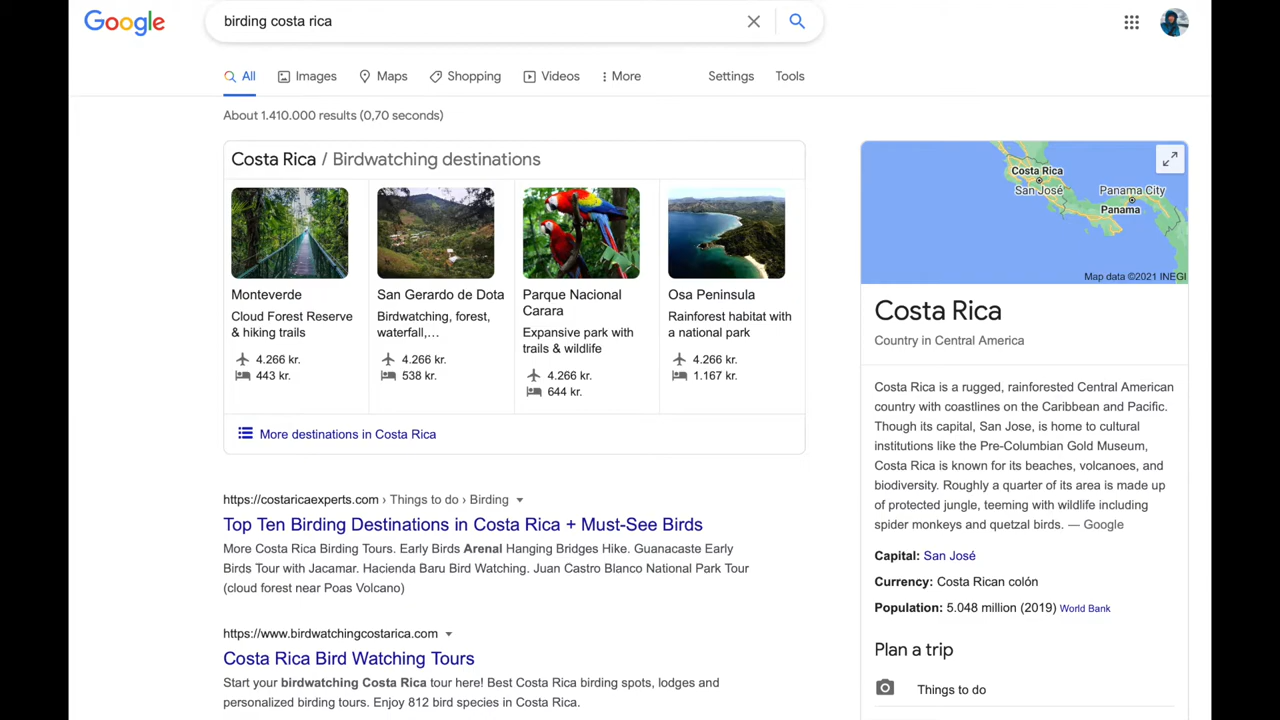 Google
birding costa rica
All Images Maps Shopping Videos More Settings Tools
About 1.410.000 results (0,70 seconds)
Costa Rica / Birdwatching destinations
Monteverde
Cloud Forest Reserve
& hiking trails
4.266 kr.
443 kr.
San Gerardo de Dota
Birdwatching, forest,
waterfall,…
4.266 kr.
538 kr.
Parque Nacional
Carara
Expansive park with
trails & wildlife
4.266 kr.
644 kr.
Osa Peninsula
Rainforest habitat with
a national park
4.266 kr.
1.167 kr.
More destinations in Costa Rica
https://costaricaexperts.com › Things to do › Birding
Top Ten Birding Destinations in Costa Rica + Must-See Birds
More Costa Rica Birding Tours. Early Birds Arenal Hanging Bridges Hike. Guanacaste Early
Birds Tour with Jacamar. Hacienda Baru Bird Watching. Juan Castro Blanco National Park Tour
(cloud forest near Poas Volcano)
https://www.birdwatchingcostarica.com
Costa Rica Bird Watching Tours
Start your birdwatching Costa Rica tour here! Best Costa Rica birding spots, lodges and
personalized birding tours. Enjoy 812 bird species in Costa Rica.
Costa Rica
San José
Panama City
Panama
Map data ©2021 INEGI
Costa Rica
Country in Central America
Costa Rica is a rugged, rainforested Central American
country with coastlines on the Caribbean and Pacific.
Though its capital, San Jose, is home to cultural
institutions like the Pre-Columbian Gold Museum,
Costa Rica is known for its beaches, volcanoes, and
biodiversity. Roughly a quarter of its area is made up
of protected jungle, teeming with wildlife including
spider monkeys and quetzal birds. — Google
Capital: San José
Currency: Costa Rican colón
Population: 5.048 million (2019) World Bank
Plan a trip
Things to do